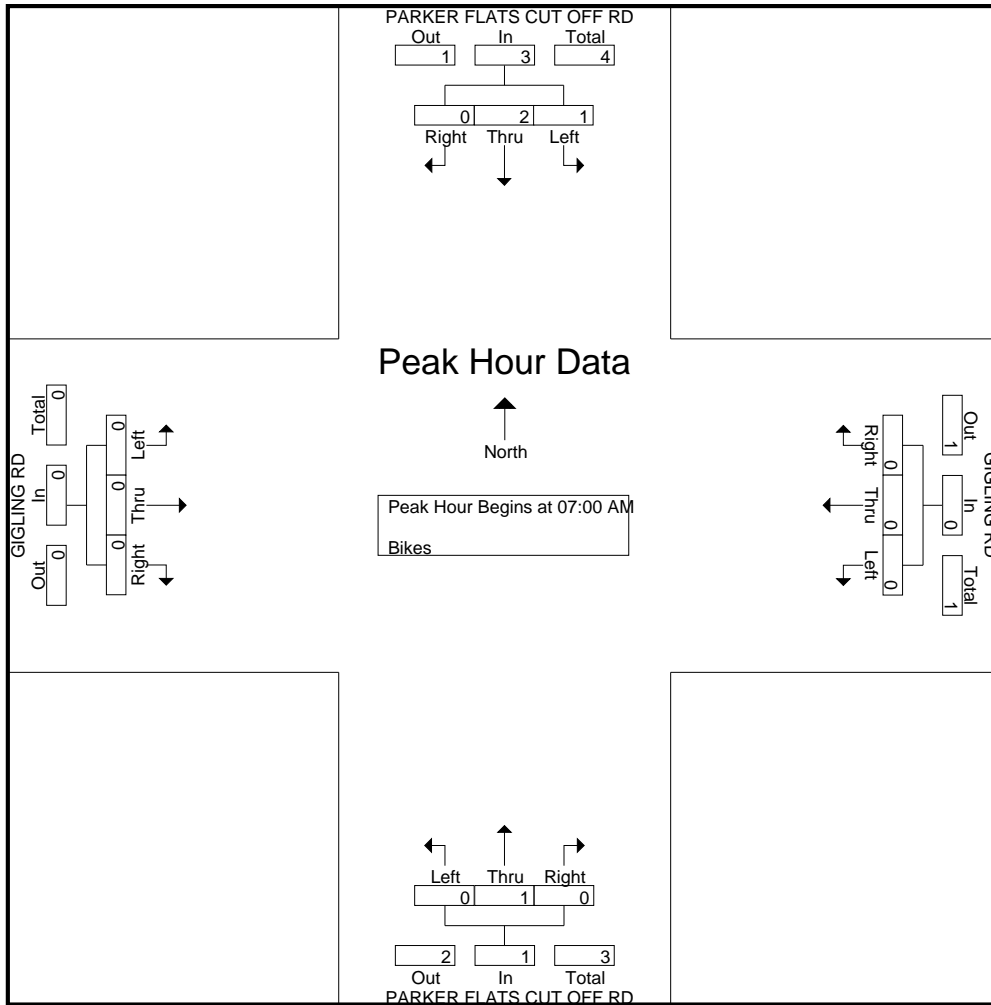 PARKER FLATS CUT OFF RD
Out In Total
1 3 4
0 2 1
Right Thru Left
Peak Hour Data
North
Peak Hour Begins at 07:00 AM
Bikes
GIGLING RD
Out In Total
0 0 0
0 0 0
Right Thru Left
GIGLING RD
Out In Total
1 0 1
0 0 0
Right Thru Left
Left Thru Right
0 1 0
2 1 3
Out In Total
PARKER FLATS CUT OFF RD